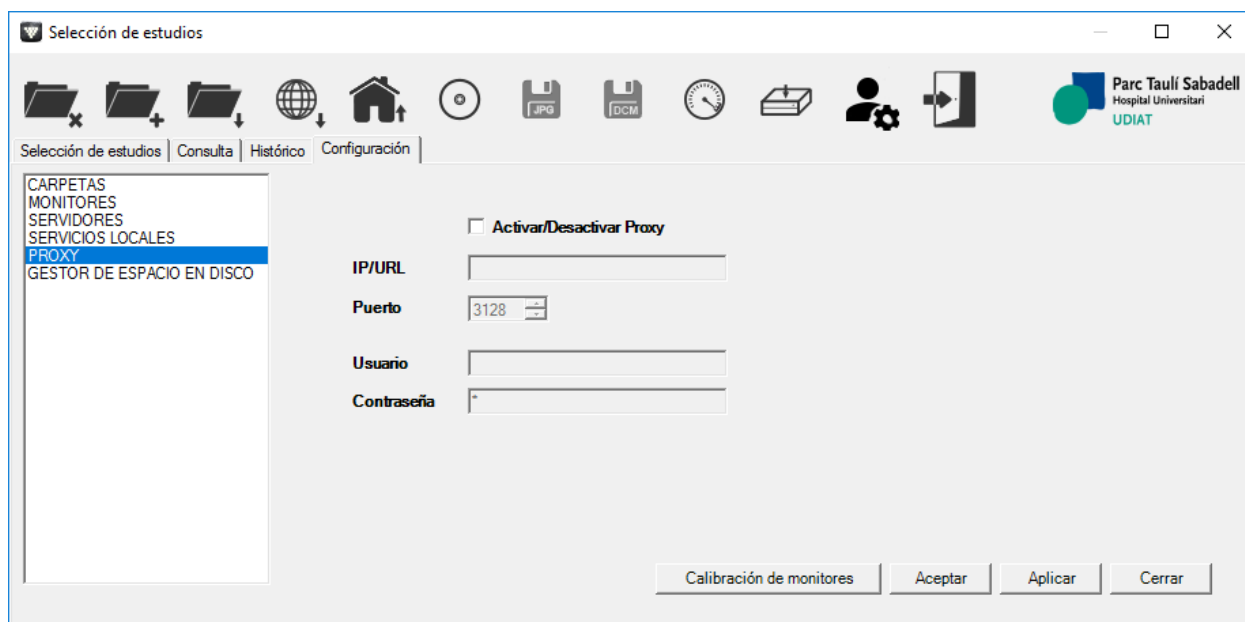 Selección de estudios
JPG
DCM
Parc Taulí Sabadell
Hospital Universitari
UDIAT
Selección de estudios
Consulta
Histórico
Configuración
CARPETAS
MONITORES
SERVIDORES
SERVICIOS LOCALES
PROXY
GESTOR DE ESPACIO EN DISCO
Activar/Desactivar Proxy
IP/URL
Puerto 3128
Usuario
Contraseña *
Calibración de monitores
Aceptar
Aplicar
Cerrar